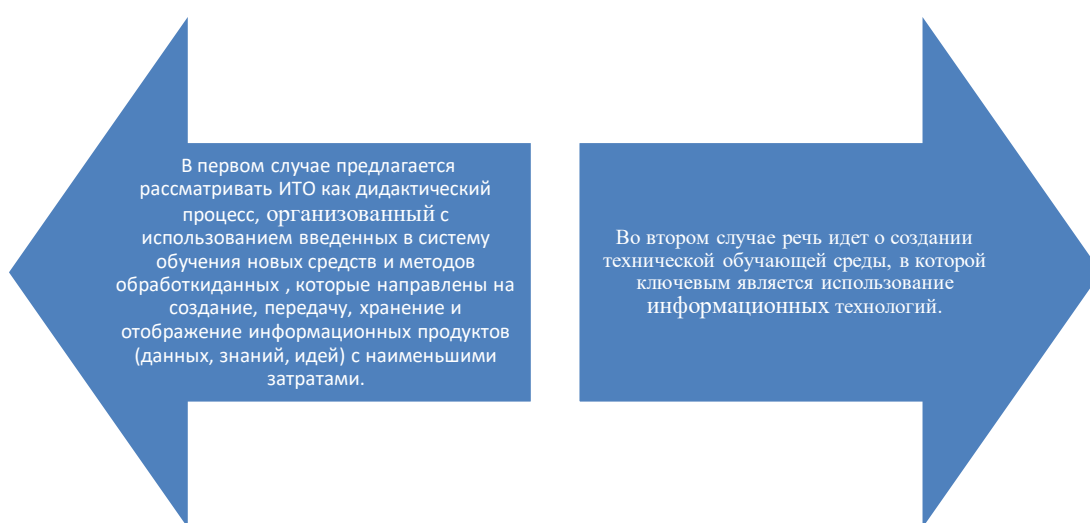 В первом случае предлагается
рассматривать ИТО как дидактический
процесс, организованный с
использованием введенных в систему
обучения новых средств и методов
обработкиданных , которые направлены на
создание, передачу, хранение и
отображение информационных продуктов
(данных, знаний, идей) с наименьшими
затратами.
Во втором случае речь идет о создании
технической обучающей среды, в которой
ключевым является использование
информационных технологий.